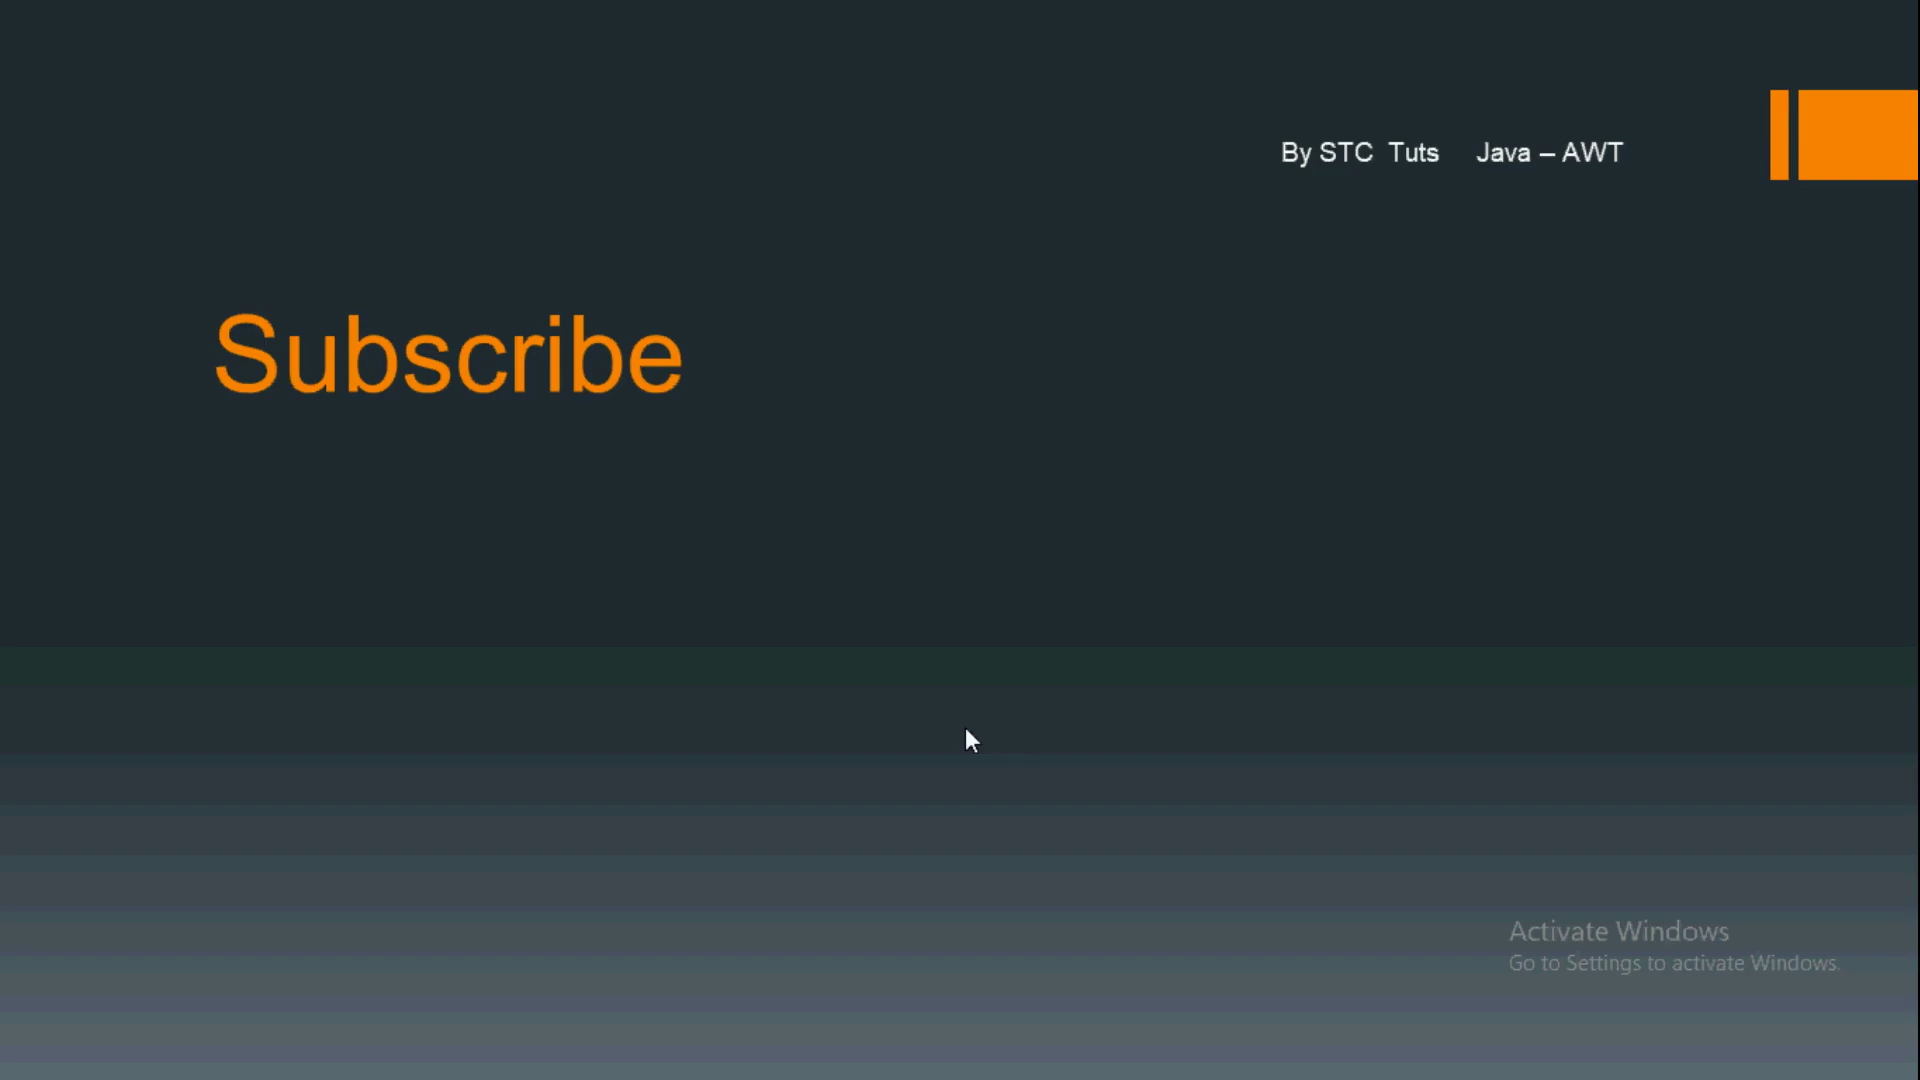 By STC  Tuts     Java – AWT
Subscribe
Activate Windows
Go to Settings to activate Windows.